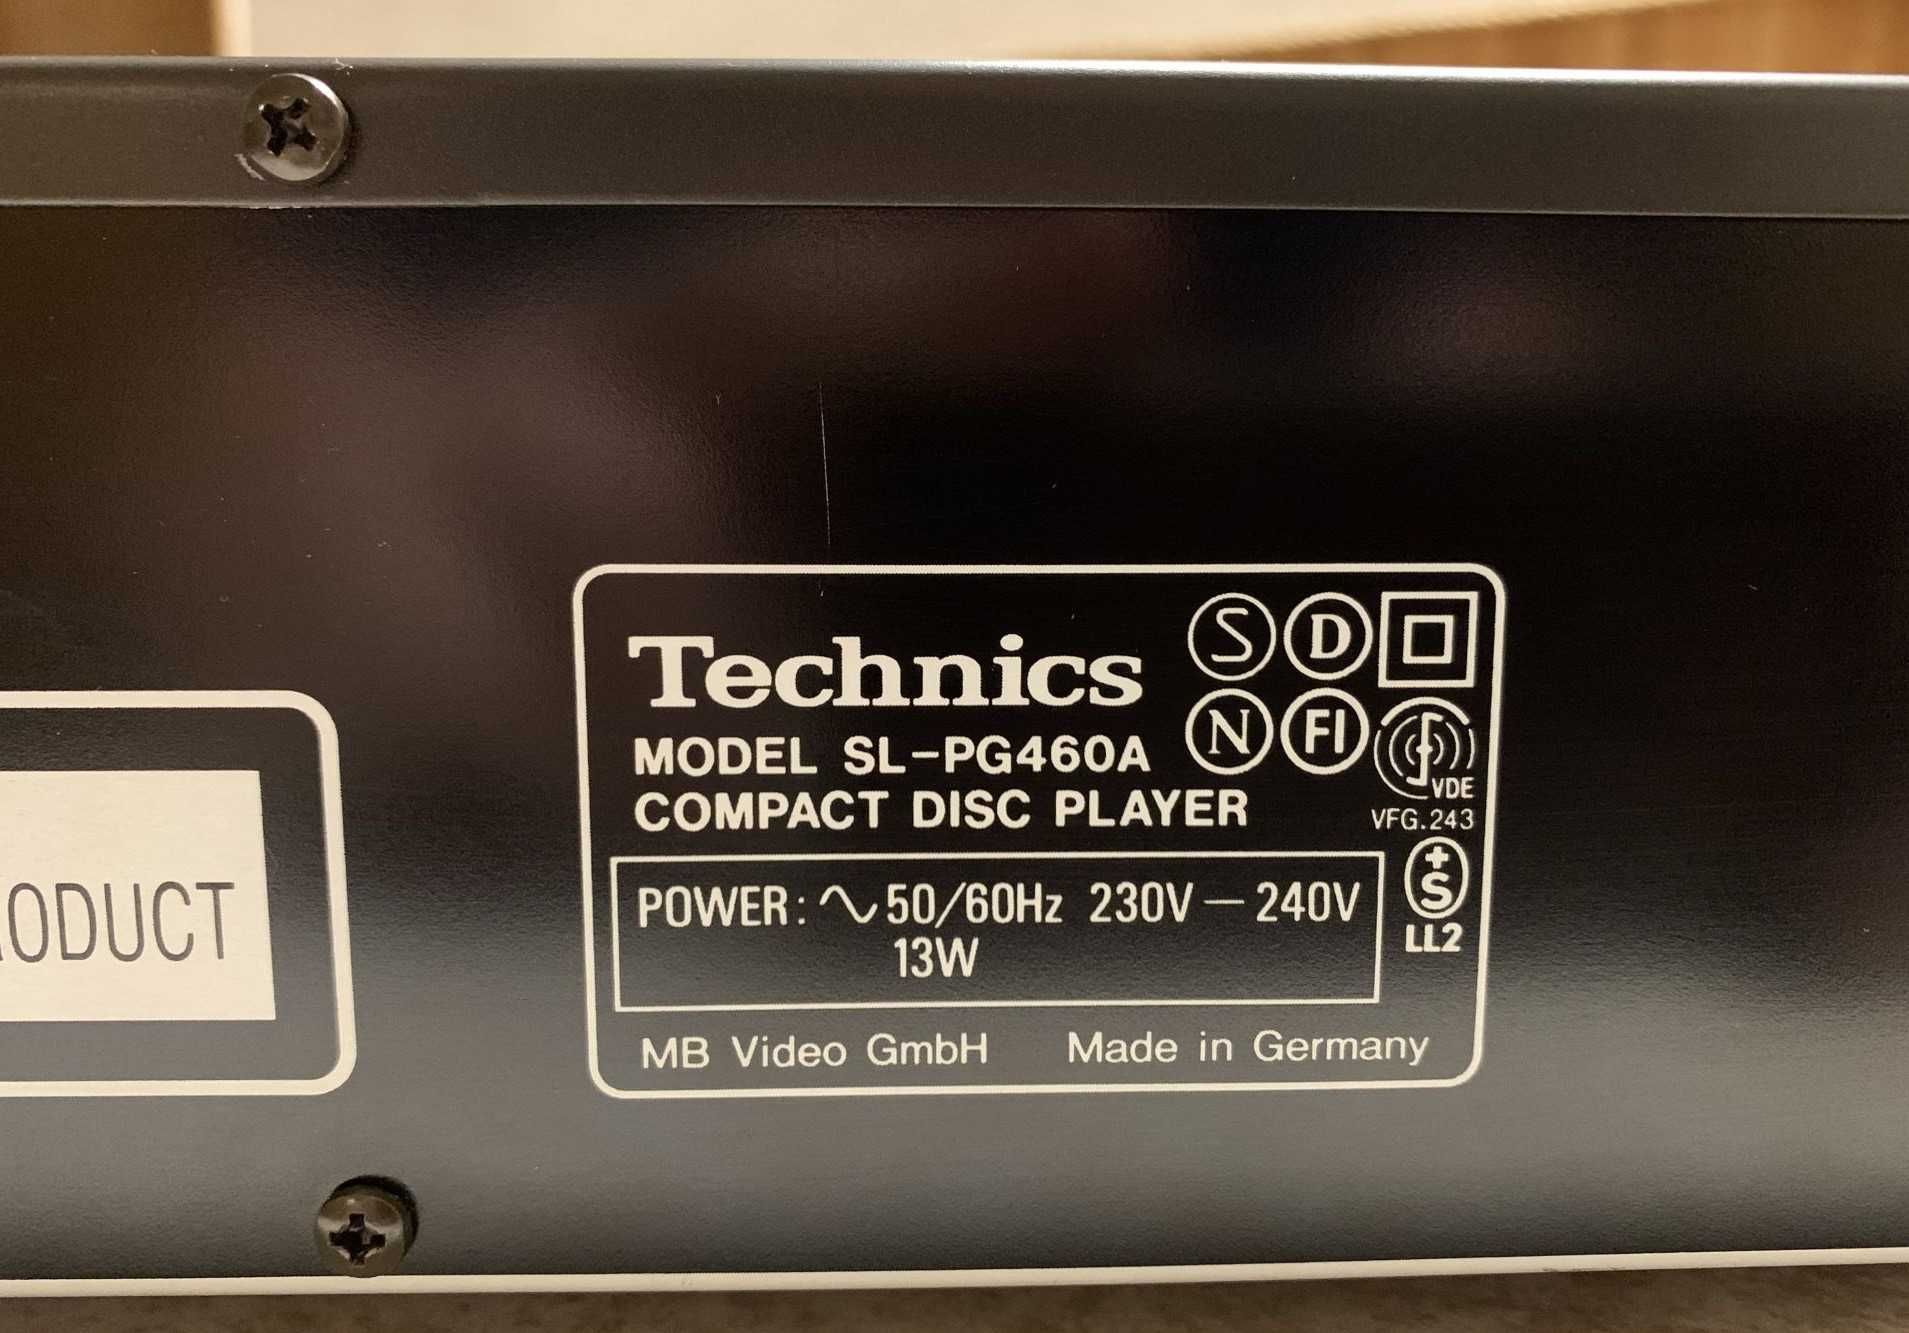 Technics
S D
N FI
MODEL SL-PG460A
COMPACT DISC PLAYER
VDE
VFG.243
POWER: ∿ 50/60Hz 230V — 240V
13W
+S
LL2
MB Video GmbH Made in Germany
ODUCT